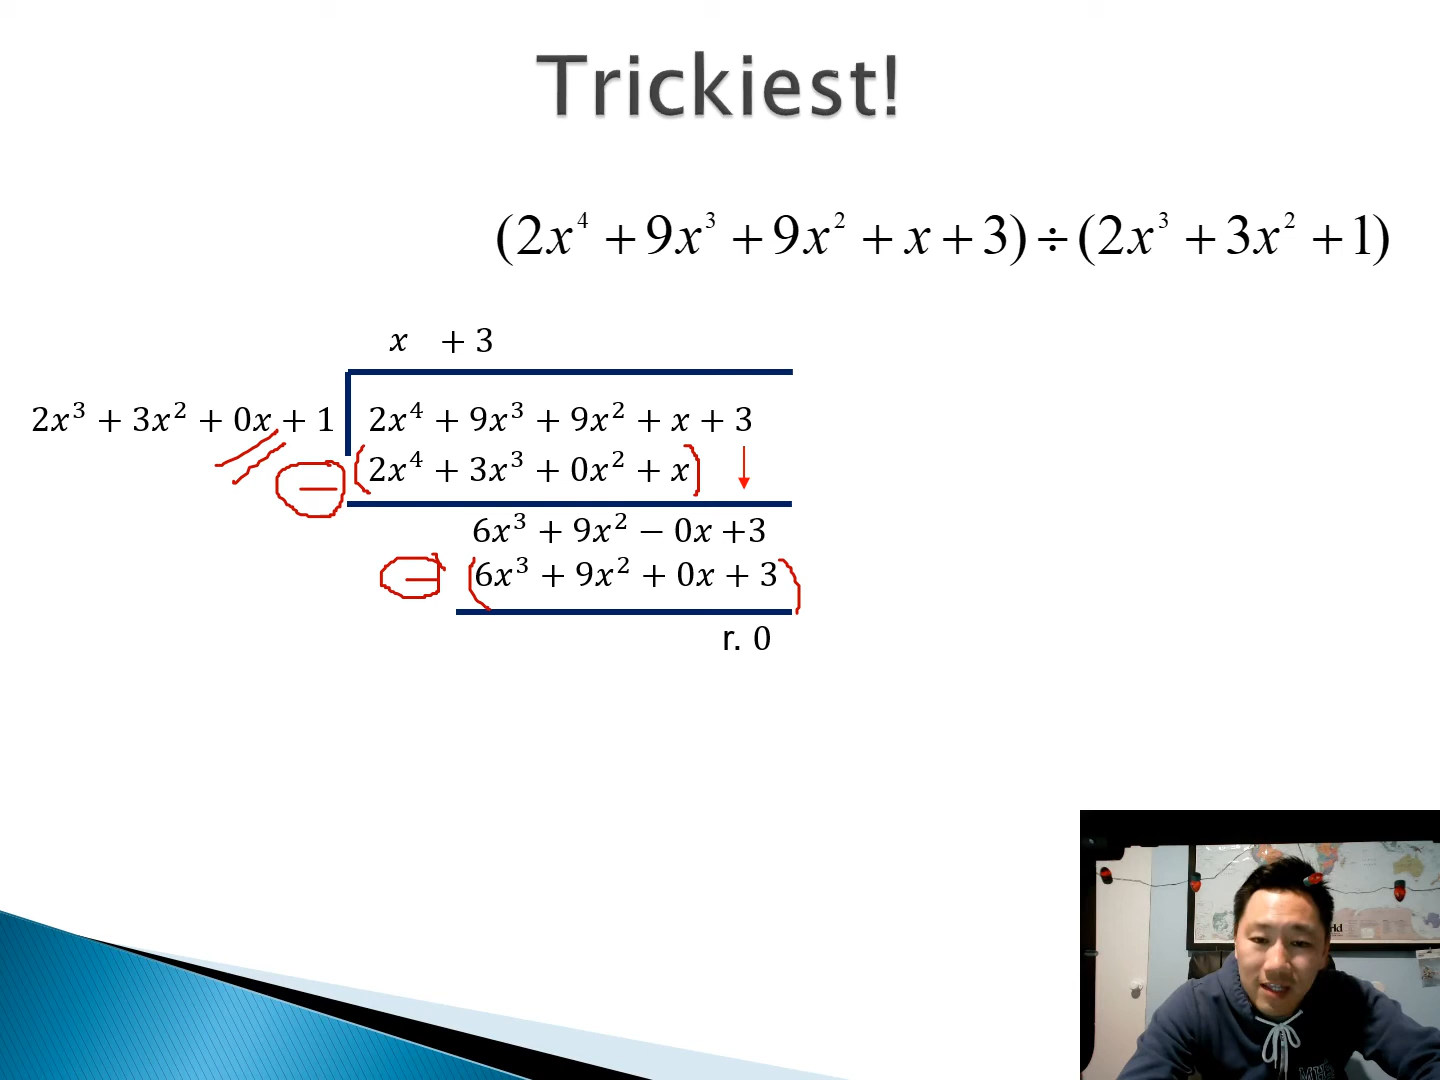 Trickiest!
(2x⁴ + 9x³ + 9x² + x + 3) ÷ (2x³ + 3x² + 1)
x + 3
2x³ + 3x² + 0x + 1 2x⁴ + 9x³ + 9x² + x + 3
− (2x⁴ + 3x³ + 0x² + x)
6x³ + 9x² − 0x +3
− (6x³ + 9x² + 0x + 3)
r. 0